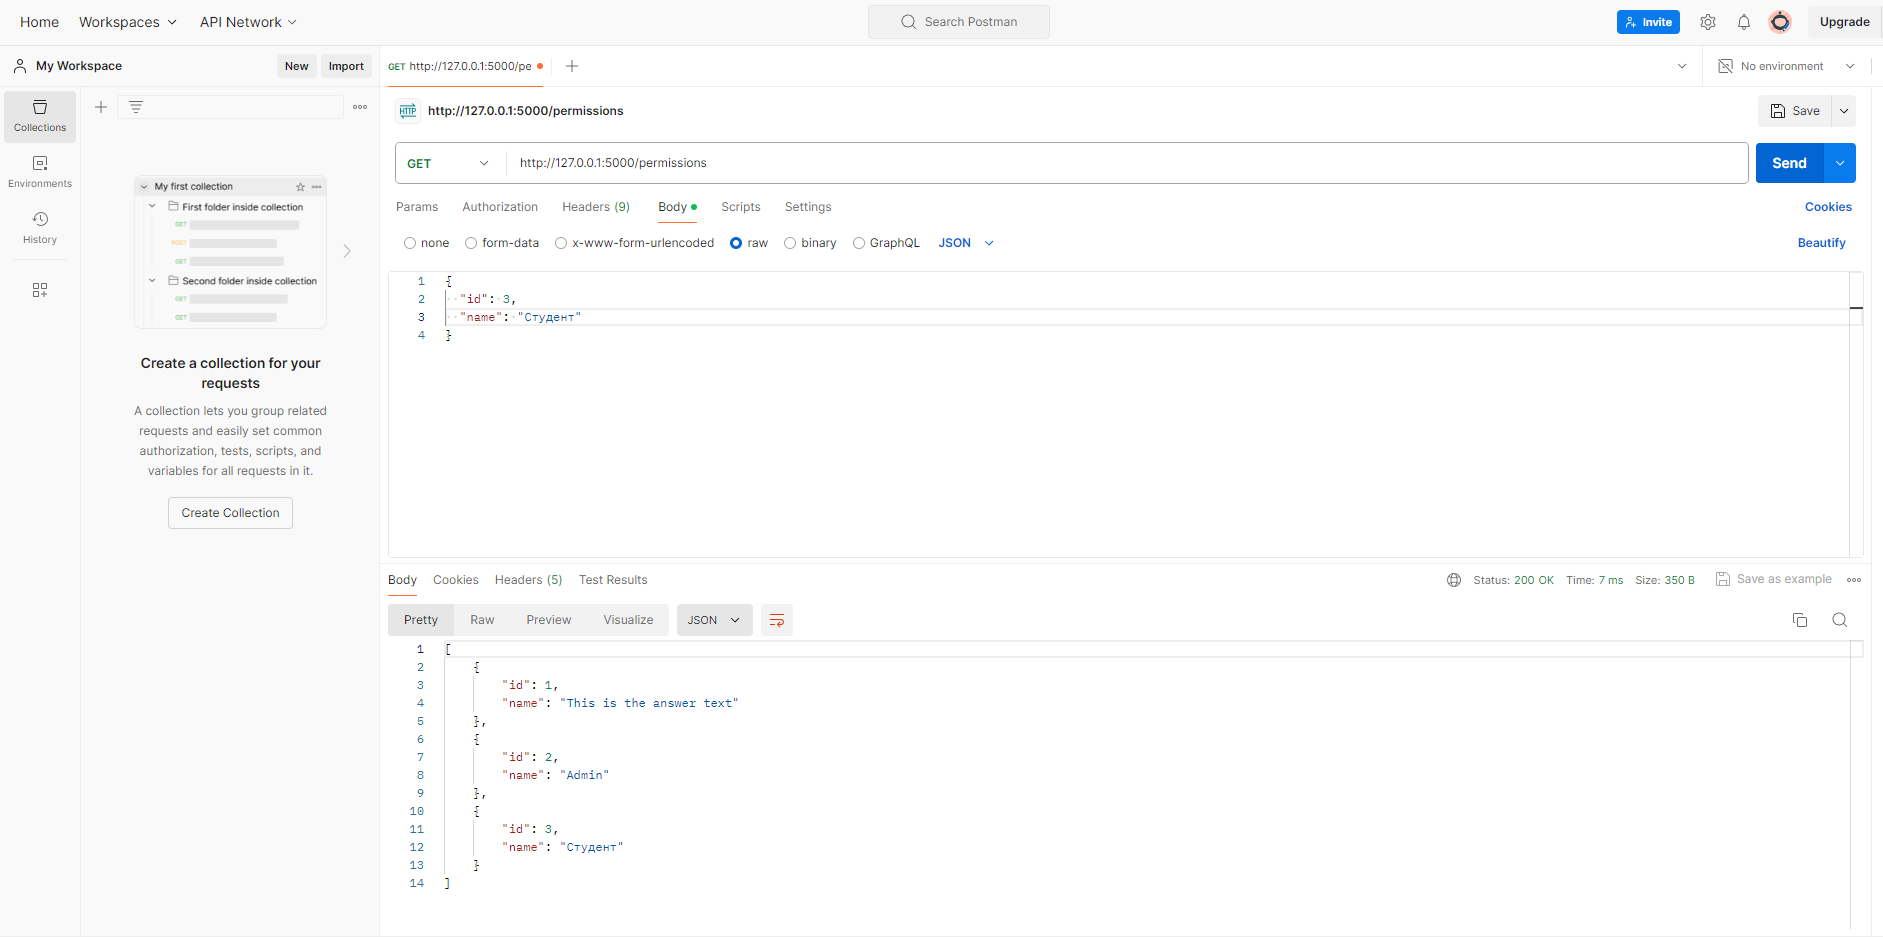 Home Workspaces API Network Search Postman Invite Upgrade
My Workspace New Import GET http://127.0.0.1:5000/pe No environment
Collections
Environments
History
My first collection
First folder inside collection
GET
POST
GET
Second folder inside collection
GET
GET
Create a collection for your
requests
A collection lets you group related
requests and easily set common
authorization, tests, scripts, and
variables for all requests in it.
Create Collection
HTTP http://127.0.0.1:5000/permissions Save
GET http://127.0.0.1:5000/permissions Send
Params Authorization Headers (9) Body Scripts Settings Cookies
none form-data x-www-form-urlencoded raw binary GraphQL JSON Beautify
1 {
2 "id": 3,
3 "name": "Студент"
4 }
Body Cookies Headers (5) Test Results Status: 200 OK Time: 7 ms Size: 350 B Save as example
Pretty Raw Preview Visualize JSON
1 [
2 {
3 "id": 1,
4 "name": "This is the answer text"
5 },
6 {
7 "id": 2,
8 "name": "Admin"
9 },
10 {
11 "id": 3,
12 "name": "Студент"
13 }
14 ]